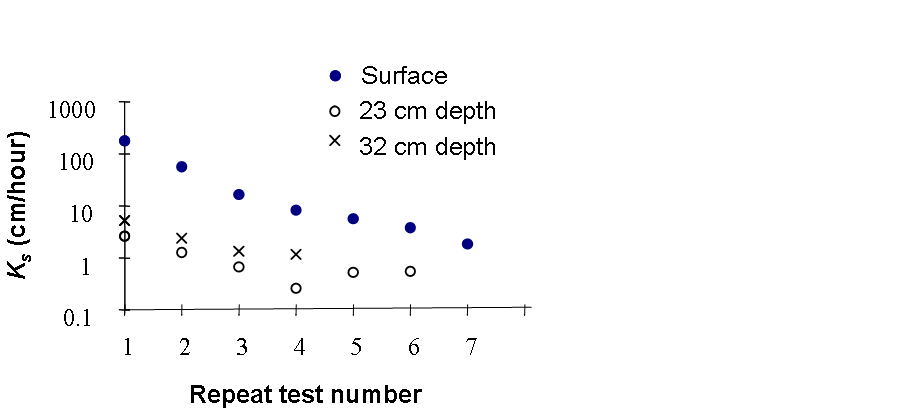 Surface
23 cm depth
32 cm depth
1000
100
10
1
0.1
Ks (cm/hour)
1 2 3 4 5 6 7
Repeat test number